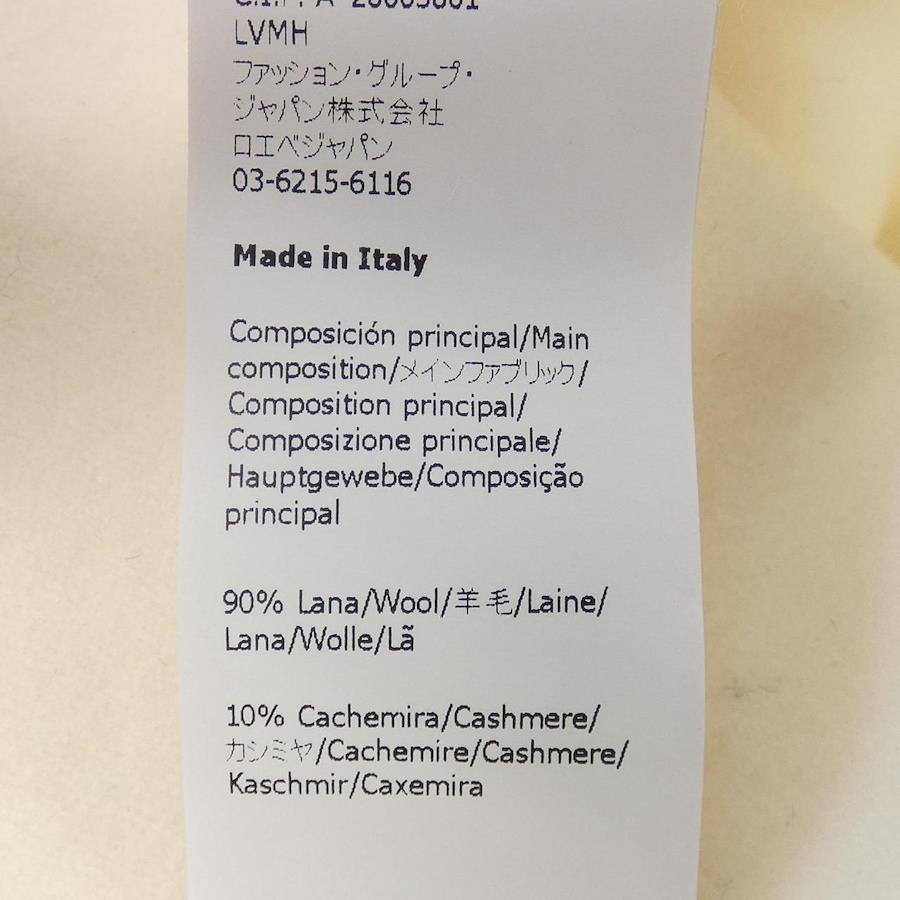 LVMH
ファッション・グループ・
ジャパン株式会社
ロエベジャパン
03-6215-6116
Made in Italy
Composición principal/Main
composition/メインファブリック/
Composition principal/
Composizione principale/
Hauptgewebe/Composição
principal
90% Lana/Wool/羊毛/Laine/
Lana/Wolle/Lã
10% Cachemira/Cashmere/
カシミヤ/Cachemire/Cashmere/
Kaschmir/Caxemira